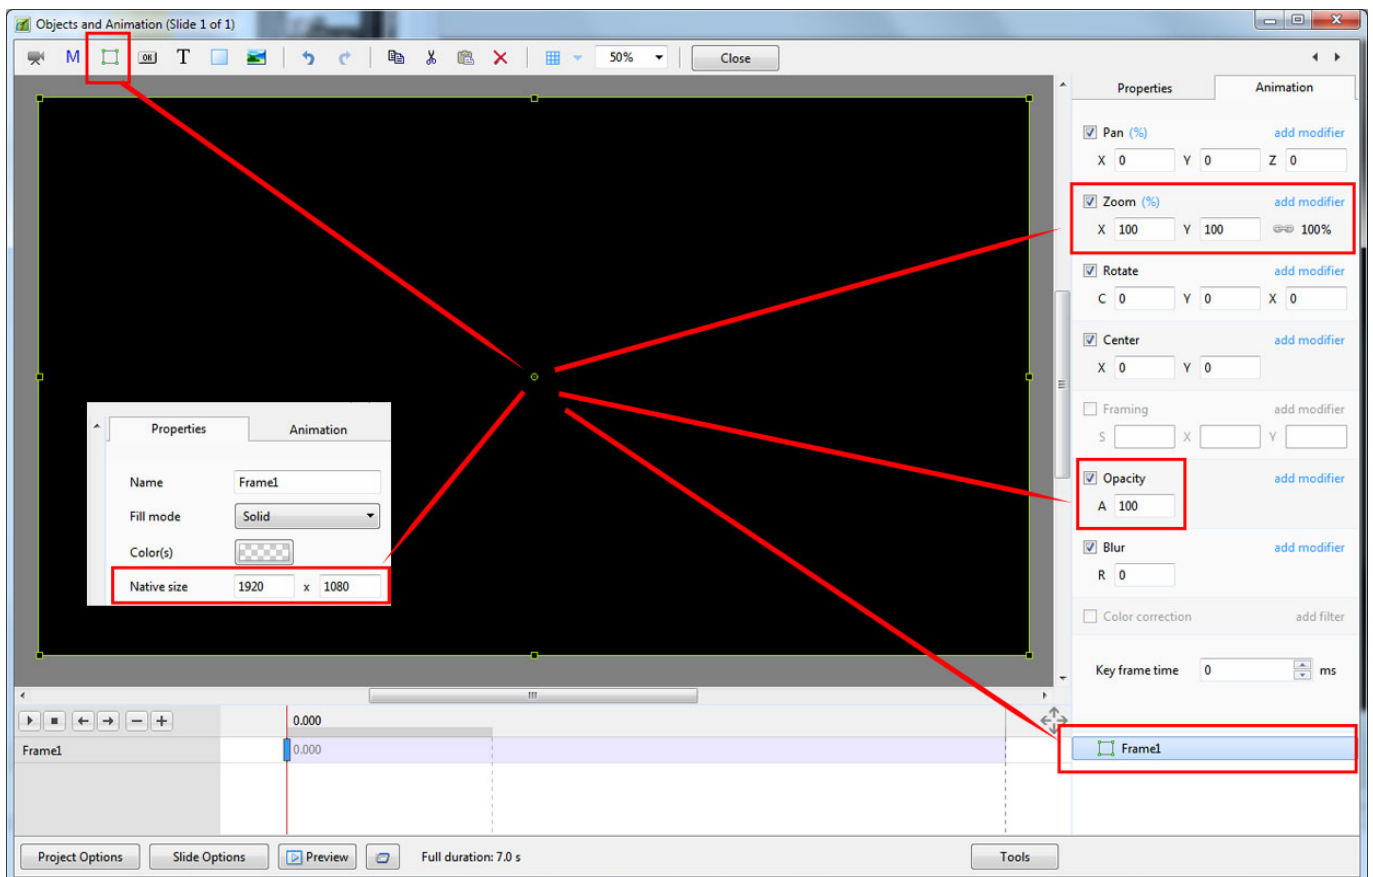 Objects and Animation (Slide 1 of 1)
M OK T 50% Close
Properties Animation
Pan (%) add modifier
X 0 Y 0 Z 0
Zoom (%) add modifier
X 100 Y 100 100%
Rotate add modifier
C 0 Y 0 X 0
Center add modifier
X 0 Y 0
Framing add modifier
S X Y
Opacity add modifier
A 100
Blur add modifier
R 0
Color correction add filter
Key frame time 0 ms
Properties Animation
Name Frame1
Fill mode Solid
Color(s)
Native size 1920 x 1080
0.000
Frame1 0.000
Frame1
Project Options Slide Options Preview Full duration: 7.0 s Tools